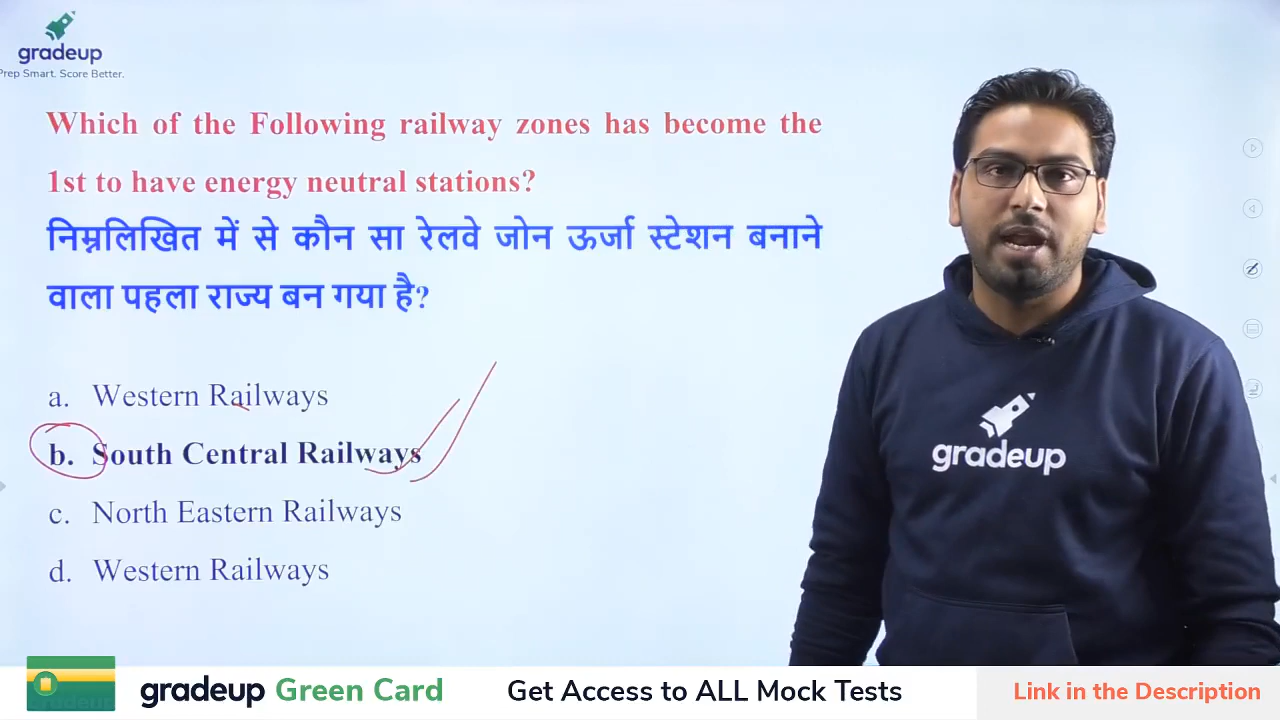 gradeup
Prep Smart. Score Better.
Which of the Following railway zones has become the
1st to have energy neutral stations?
निम्नलिखित में से कौन सा रेलवे जोन ऊर्जा स्टेशन बनाने
वाला पहला राज्य बन गया है?
a. Western Railways
b. South Central Railways
c. North Eastern Railways
d. Western Railways
gradeup
gradeup Green Card
Get Access to ALL Mock Tests
Link in the Description